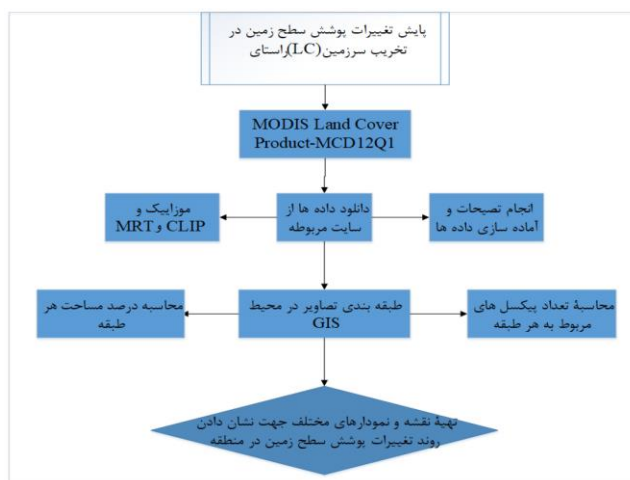 پایش تغییرات پوشش سطح زمین در
راستای(LC) تخریب سرزمین
MODIS Land Cover
Product-MCD12Q1
انجام تصیحات و
آماده سازی داده ها
دانلود داده ها از
سایت مربوطه
موزاییک و
CLIP و MRT
محاسبۀ تعداد پیکسل های
مربوط به هر طبقه
طبقه بندی تصاویر در محیط
GIS
محاسبه درصد مساحت هر
طبقه
تهیۀ نقشه و نمودارهای مختلف جهت نشان دادن
روند تغییرات پوشش سطح زمین در منطقه